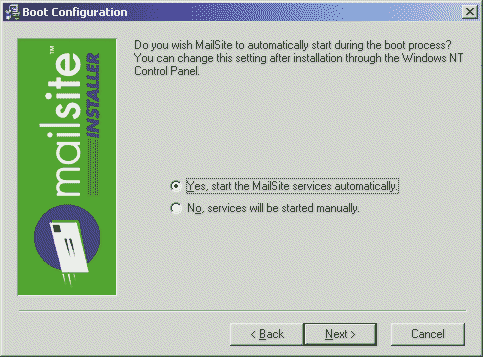 Boot Configuration
Do you wish MailSite to automatically start during the boot process?
You can change this setting after installation through the Windows NT
Control Panel.
mailsite™
INSTALLER
Yes, start the MailSite services automatically.
No, services will be started manually.
< Back
Next >
Cancel